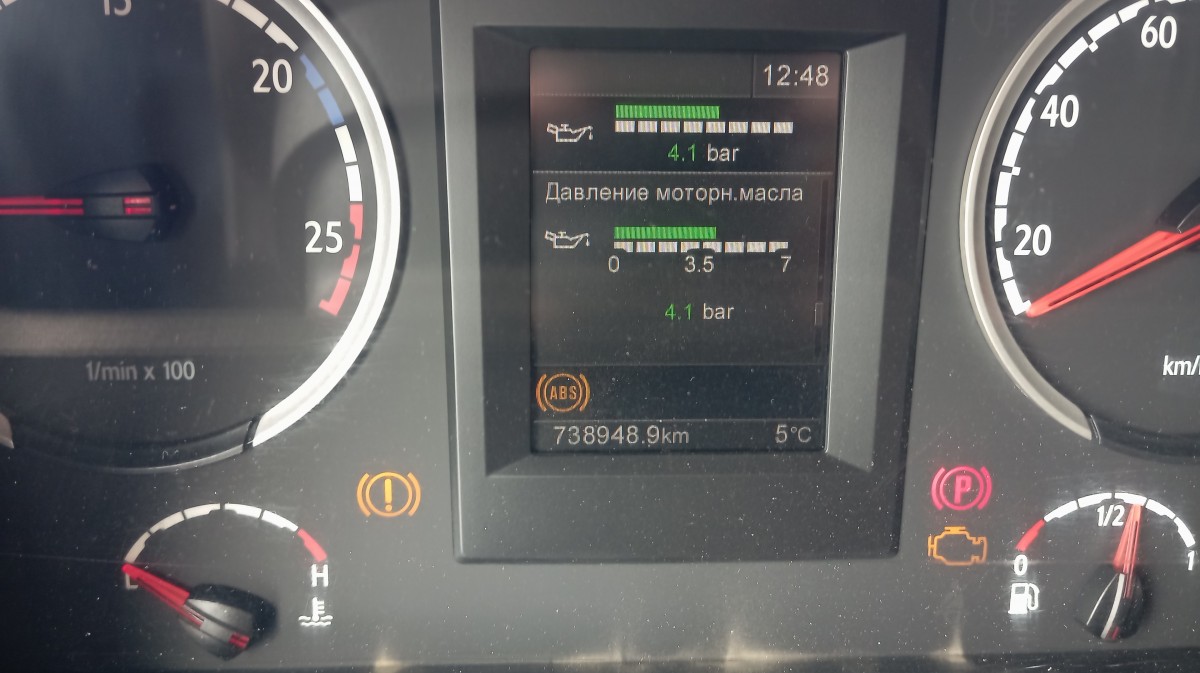 15
20
25
1/min x 100
L
H
12:48
4.1 bar
Давление моторн.масла
0 3.5 7
4.1 bar
ABS
738948.9km 5°C
!
P
60
40
20
0 1/2 1